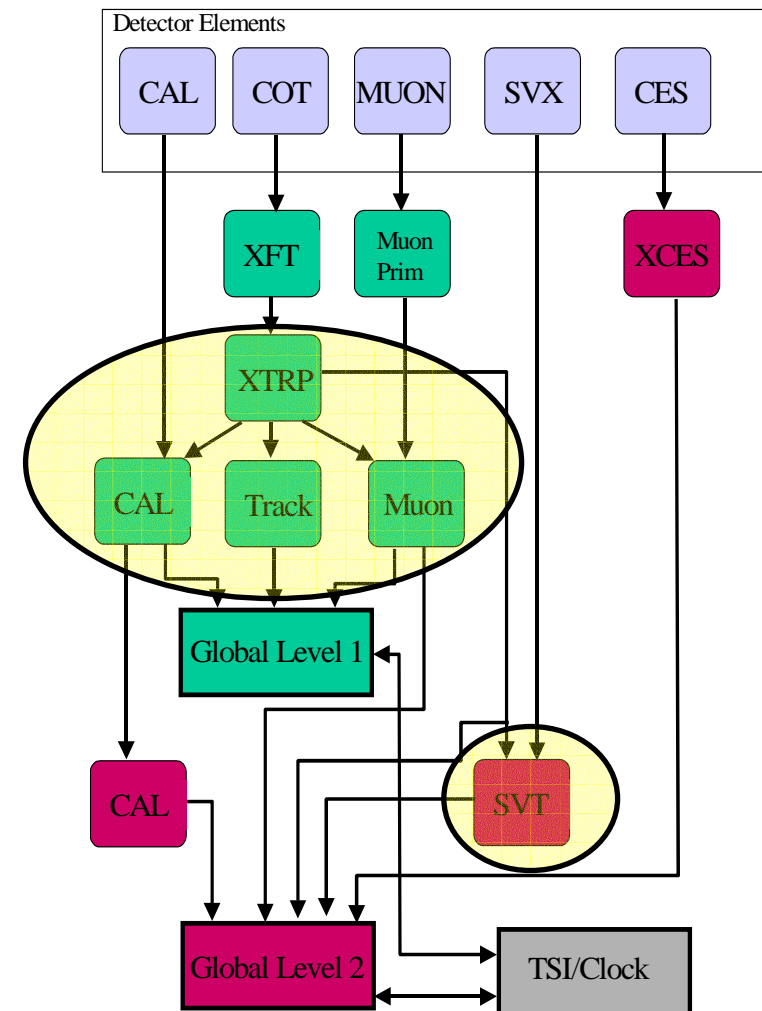 Detector Elements
CAL COT MUON SVX CES
XFT Muon
Prim XCES
XTRP
CAL Track Muon
Global Level 1
CAL SVT
Global Level 2 TSI/Clock